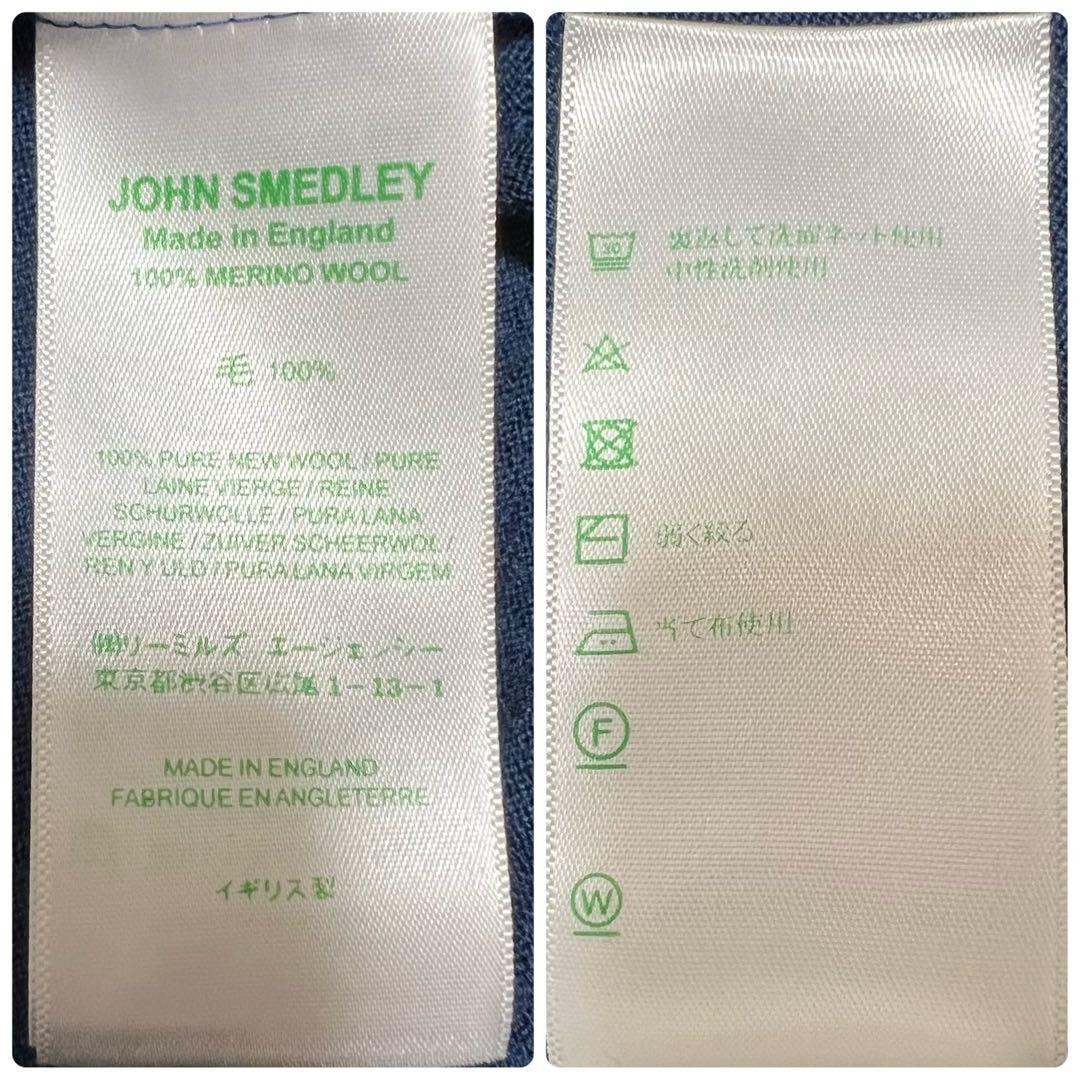 JOHN SMEDLEY
Made in England
100% MERINO WOOL
毛 100%
100% PURE NEW WOOL / PURE
LAINE VIERGE / REINE
SCHURWOLLE / PURA LANA
VERGINE / ZUIVER SCHEERWOL /
REN Y ULD / PURA LANA VIRGEM
㈱リーミルズ エージェンシー
東京都渋谷区広尾1-13-1
MADE IN ENGLAND
FABRIQUE EN ANGLETERRE
イギリス製
30 裏返して洗濯ネット使用
中性洗剤使用
弱く絞る
当て布使用
F
W